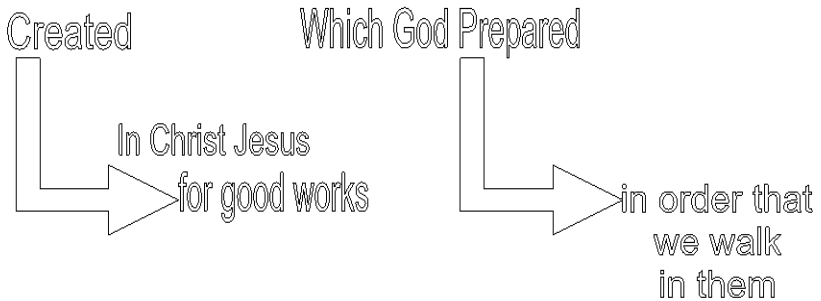 Created
In Christ Jesus
for good works
Which God Prepared
in order that
we walk
in them